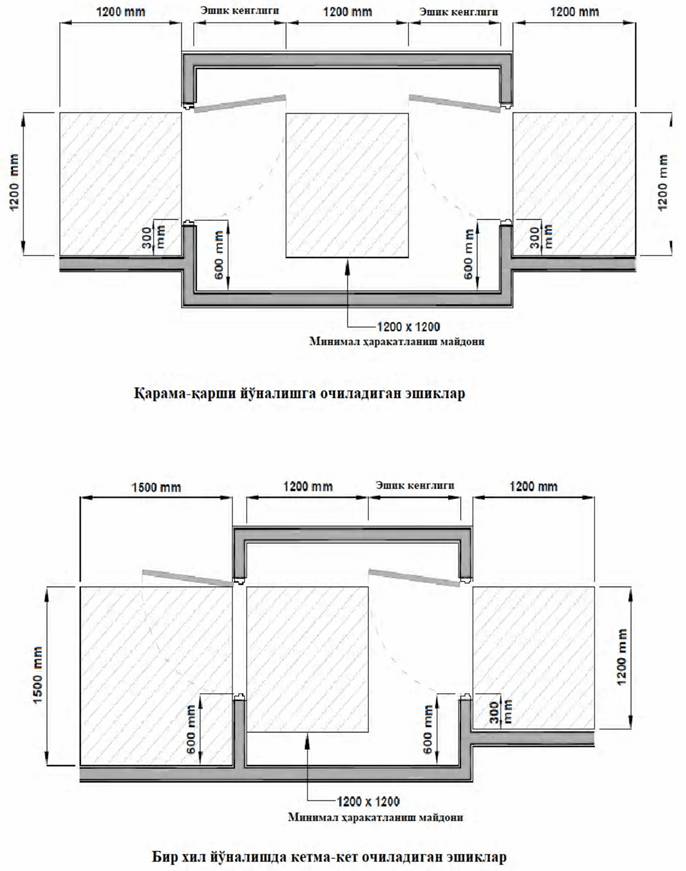 1200 mm
Эшик кенглиги
1200 mm
Эшик кенглиги
1200 mm
1200 mm
300 mm
600 mm
600 mm
300 mm
1200 mm
1200 x 1200
Минимал ҳаракатланиш майдони
Қарама-қарши йўналишга очиладиган эшиклар
1500 mm
1200 mm
Эшик кенглиги
1200 mm
1500 mm
600 mm
600 mm
300 mm
1200 mm
1200 x 1200
Минимал ҳаракатланиш майдони
Бир хил йўналишда кетма-кет очиладиган эшиклар